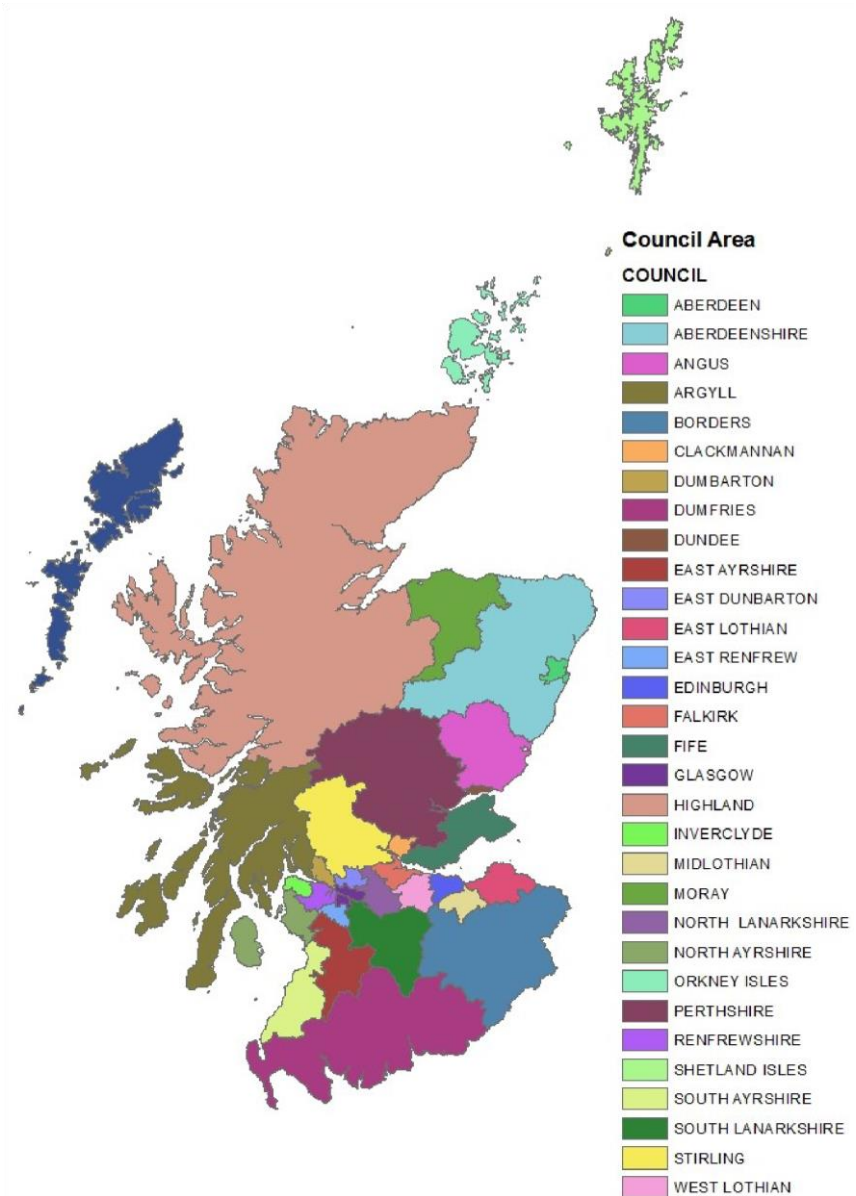 Council Area
COUNCIL
ABERDEEN
ABERDEENSHIRE
ANGUS
ARGYLL
BORDERS
CLACKMANNAN
DUMBARTON
DUMFRIES
DUNDEE
EAST AYRSHIRE
EAST DUNBARTON
EAST LOTHIAN
EAST RENFREW
EDINBURGH
FALKIRK
FIFE
GLASGOW
HIGHLAND
INVERCLYDE
MIDLOTHIAN
MORAY
NORTH LANARKSHIRE
NORTH AYRSHIRE
ORKNEY ISLES
PERTHSHIRE
RENFREWSHIRE
SHETLAND ISLES
SOUTH AYRSHIRE
SOUTH LANARKSHIRE
STIRLING
WEST LOTHIAN